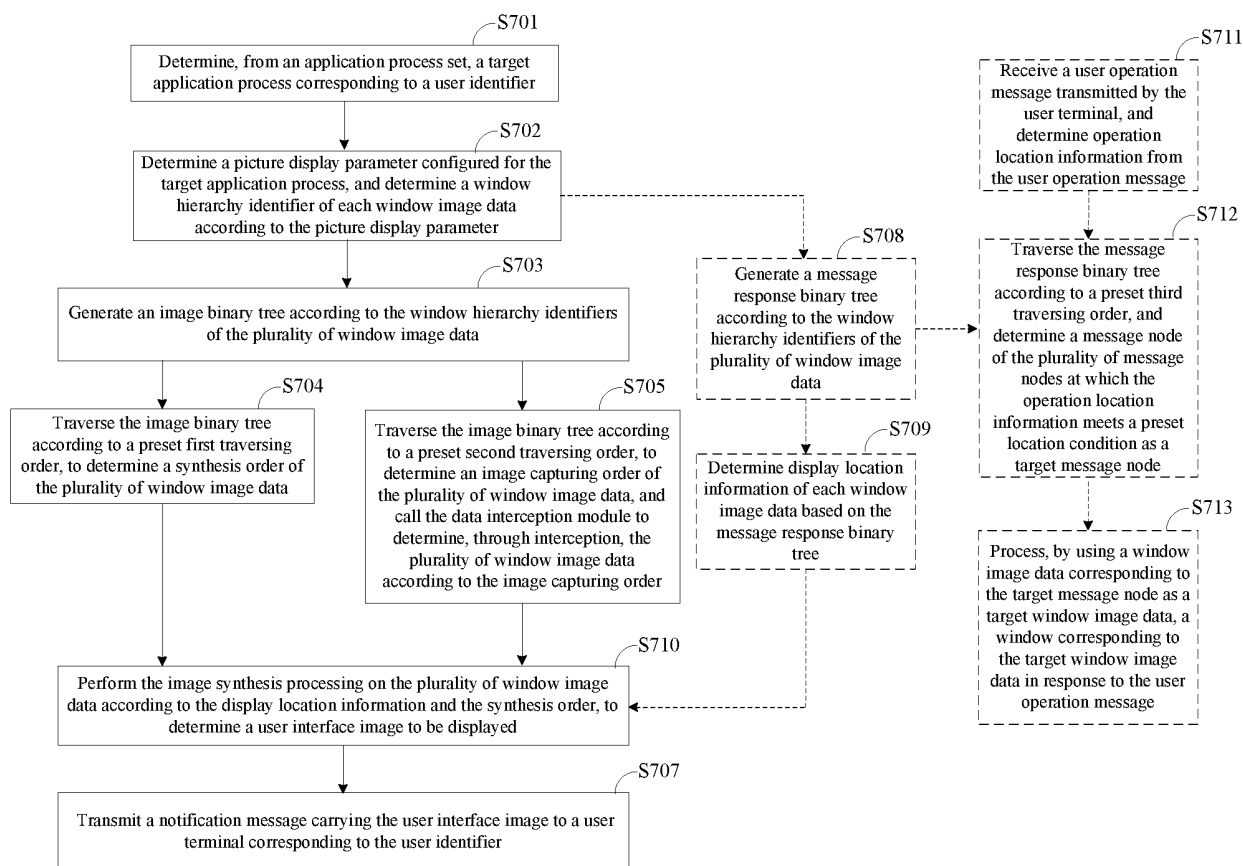 S701
Determine, from an application process set, a target
application process corresponding to a user identifier
S702
Determine a picture display parameter configured for the
target application process, and determine a window
hierarchy identifier of each window image data
according to the picture display parameter
S703
Generate an image binary tree according to the window hierarchy identifiers
of the plurality of window image data
S704
Traverse the image binary tree
according to a preset first traversing
order, to determine a synthesis order of
the plurality of window image data
S705
Traverse the image binary tree according
to a preset second traversing order, to
determine an image capturing order of
the plurality of window image data, and
call the data interception module to
determine, through interception, the
plurality of window image data
according to the image capturing order
S708
Generate a message
response binary tree
according to the window
hierarchy identifiers of the
plurality of window image
data
S709
Determine display location
information of each window
image data based on the
message response binary
tree
S710
Perform the image synthesis processing on the plurality of window image
data according to the display location information and the synthesis order, to
determine a user interface image to be displayed
S707
Transmit a notification message carrying the user interface image to a user
terminal corresponding to the user identifier
S711
Receive a user operation
message transmitted by the
user terminal, and
determine operation
location information from
the user operation message
S712
Traverse the message
response binary tree
according to a preset third
traversing order, and
determine a message node
of the plurality of message
nodes at which the
operation location
information meets a preset
location condition as a
target message node
S713
Process, by using a window
image data corresponding to
the target message node as a
target window image data, a
window corresponding to
the target window image
data in response to the user
operation message